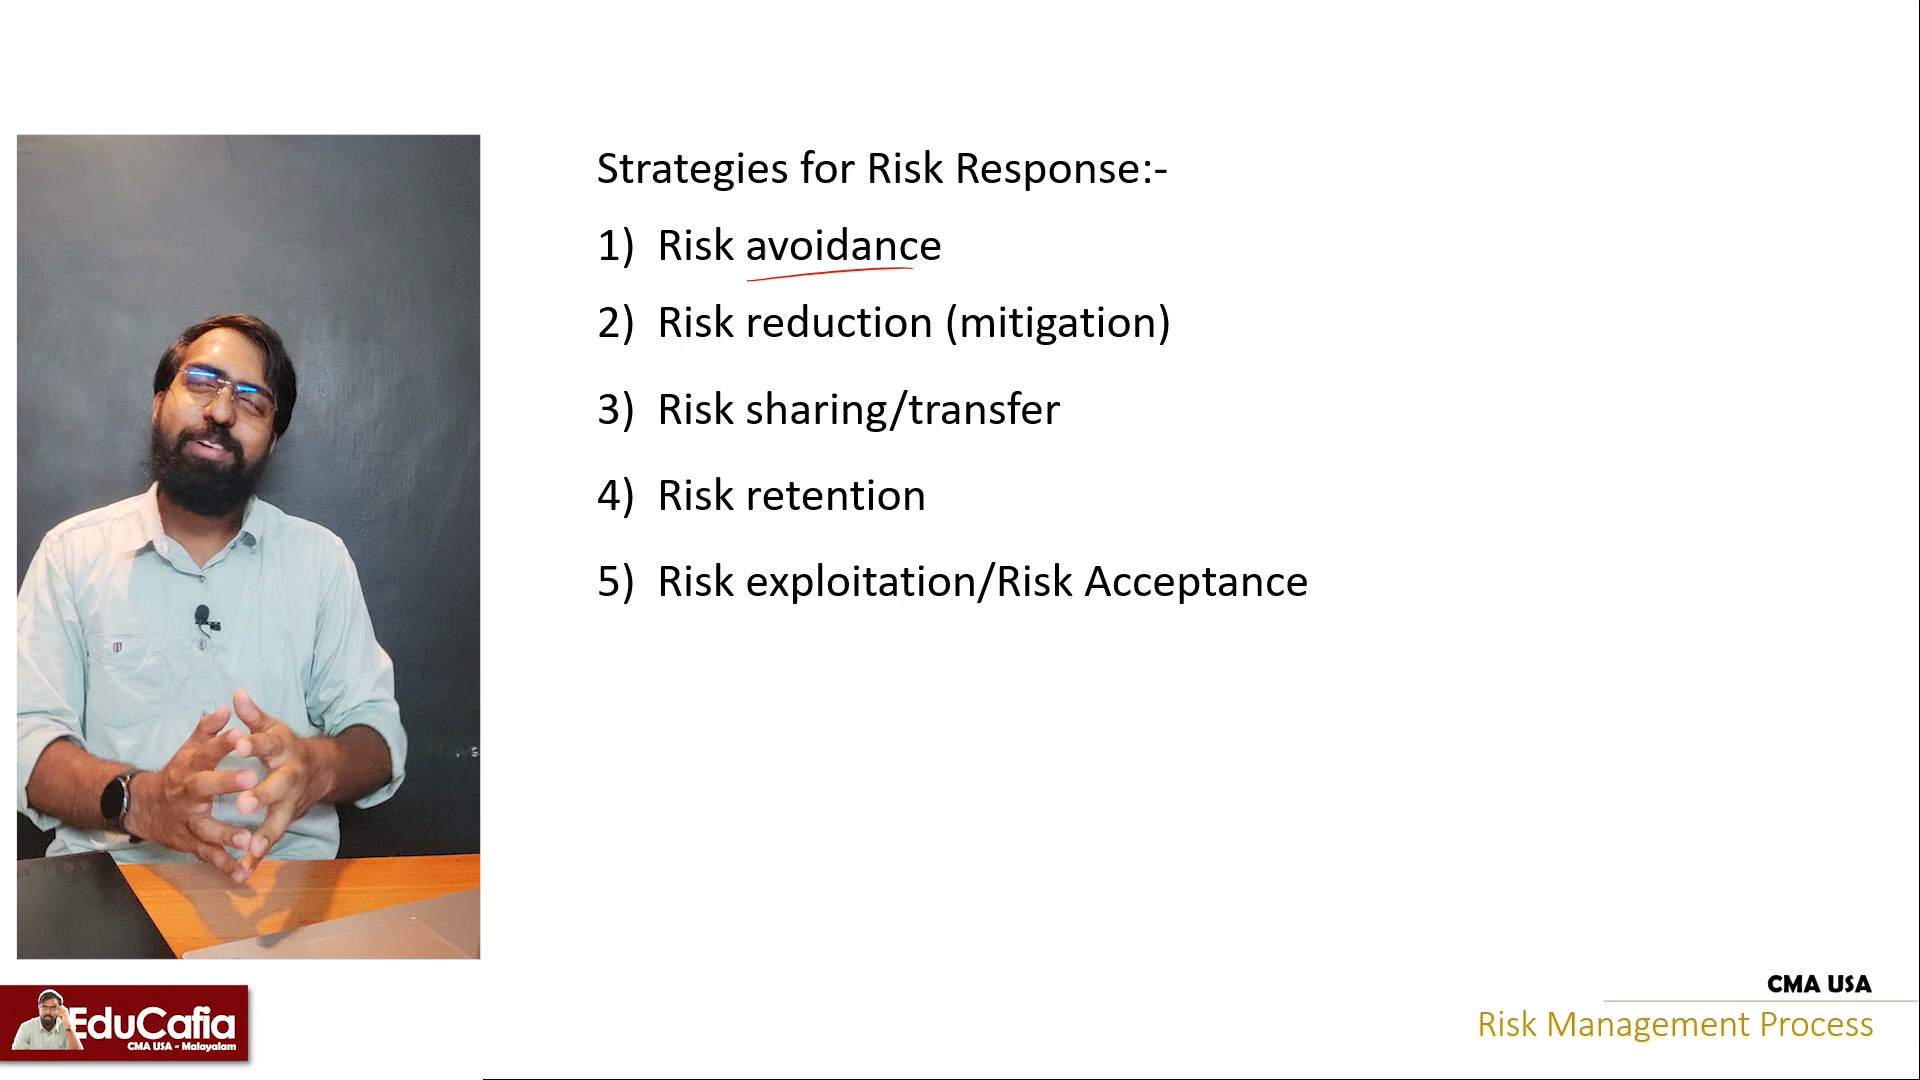 Strategies for Risk Response:-
1) Risk avoidance
2) Risk reduction (mitigation)
3) Risk sharing/transfer
4) Risk retention
5) Risk exploitation/Risk Acceptance
CMA USA
Risk Management Process
EduCafia
CMA USA - Malayalam